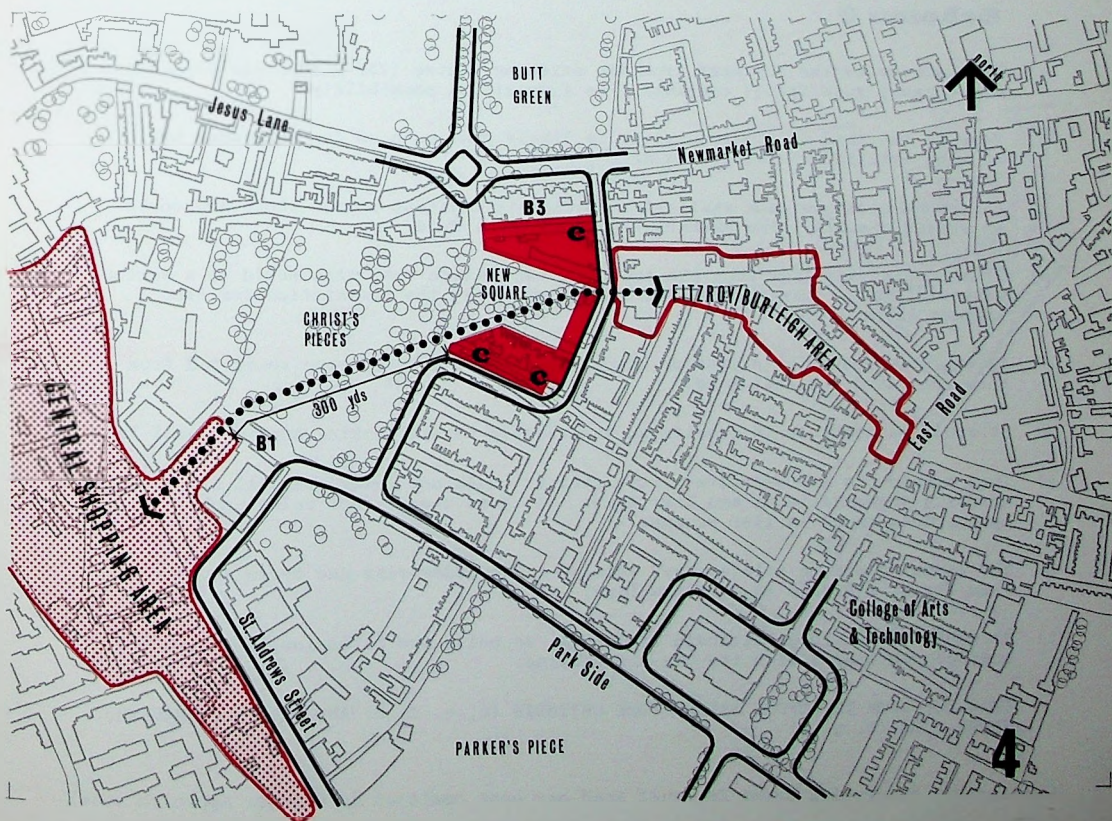 BUTT
GREEN
north
Jesus Lane
Newmarket Road
B3
c
NEW
SQUARE
FITZROY/BURLEIGH AREA
CHRIST'S
PIECES
c
c
300 yds
B1
East Road
CENTRAL SHOPPING AREA
St. Andrews Street
Park Side
College of Arts
& Technology
PARKER'S PIECE
4